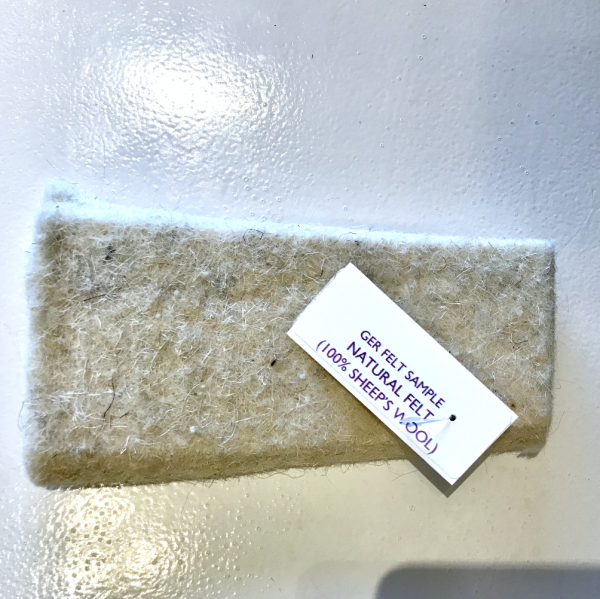 GER FELT SAMPLE
NATURAL FELT
(100% SHEEP'S WOOL)